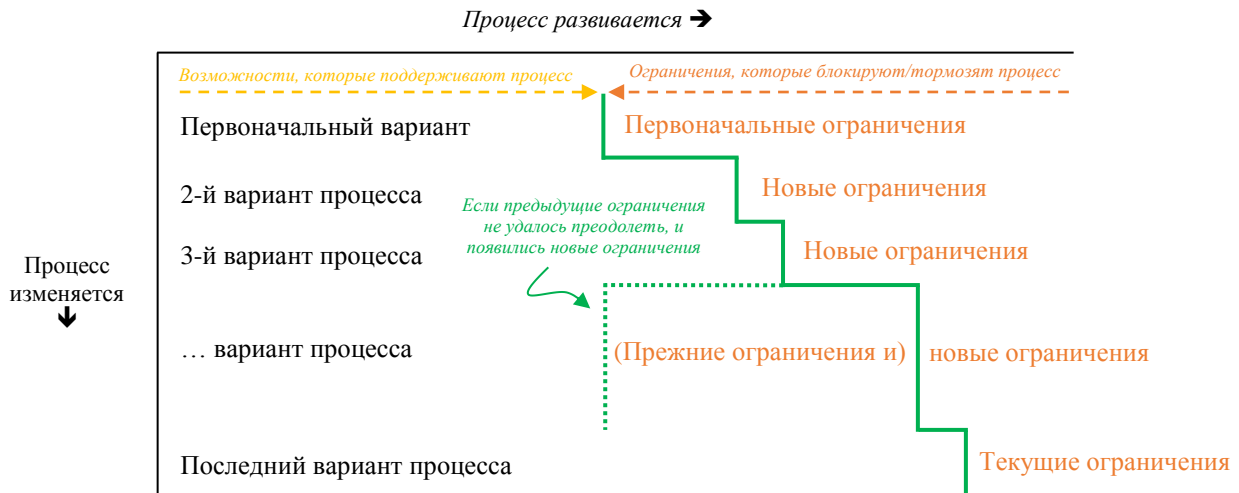 Процесс развивается 🡺
Возможности, которые поддерживают процесс
Ограничения, которые блокируют/тормозят процесс
Первоначальный вариант
Первоначальные ограничения
2-й вариант процесса
Новые ограничения
Если предыдущие ограничения
не удалось преодолеть, и
появились новые ограничения
3-й вариант процесса
Новые ограничения
Процесс
изменяется
🡻
… вариант процесса
(Прежние ограничения и)
новые ограничения
Последний вариант процесса
Текущие ограничения